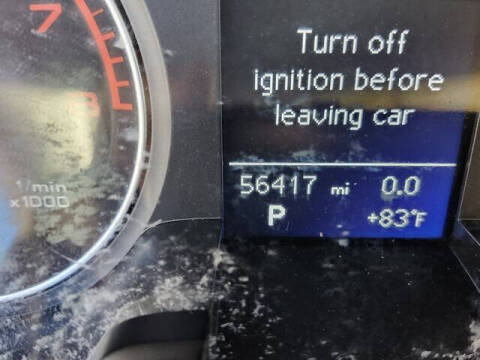 7
8
1/min
x1000
Turn off
ignition before
leaving car
56417 mi 0.0
P +83°F